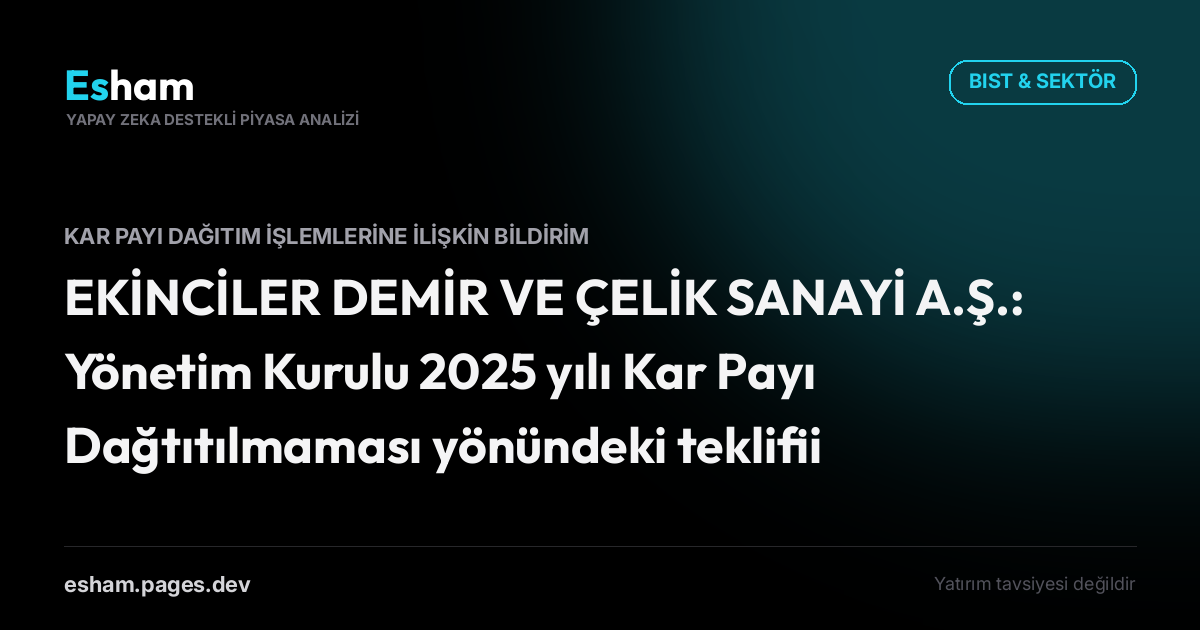 Esham
BIST & SEKTÖR
YAPAY ZEKA DESTEKLİ PİYASA ANALİZİ
KAR PAYI DAĞITIM İŞLEMLERİNE İLİŞKİN BİLDİRİM
EKİNCİLER DEMİR VE ÇELİK SANAYİ A.Ş.:
Yönetim Kurulu 2025 yılı Kar Payı
Dağtıtılmaması yönündeki teklifii
esham.pages.dev
Yatırım tavsiyesi değildir